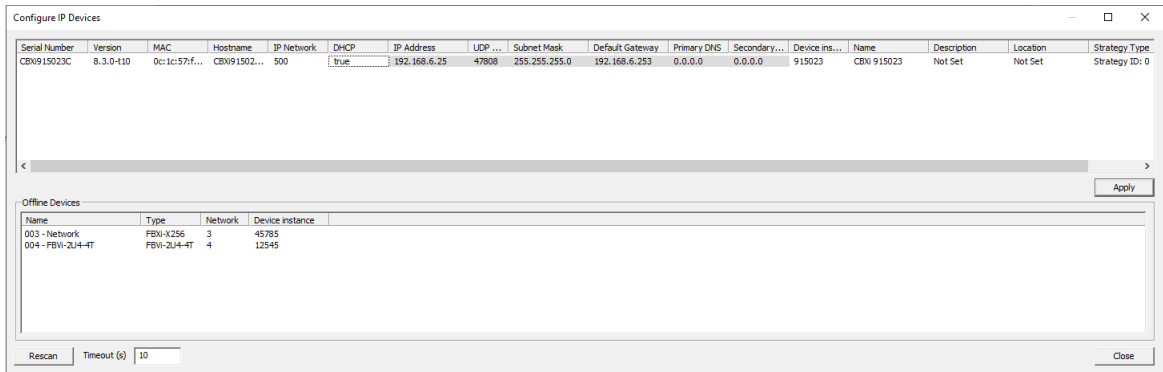 Configure IP Devices
Serial Number Version MAC Hostname IP Network DHCP IP Address UDP ... Subnet Mask Default Gateway Primary DNS Secondary... Device ins... Name Description Location Strategy Type
CBXi915023C 8.3.0-t10 0c:1c:57:f... CBXi91502... 500 true 192.168.6.25 47808 255.255.255.0 192.168.6.253 0.0.0.0 0.0.0.0 915023 CBXi 915023 Not Set Not Set Strategy ID: 0
Apply
Offline Devices
Name Type Network Device instance
003 - Network FBXi-X256 3 45785
004 - FBVi-2U4-4T FBVi-2U4-4T 4 12545
Rescan Timeout (s) 10 Close